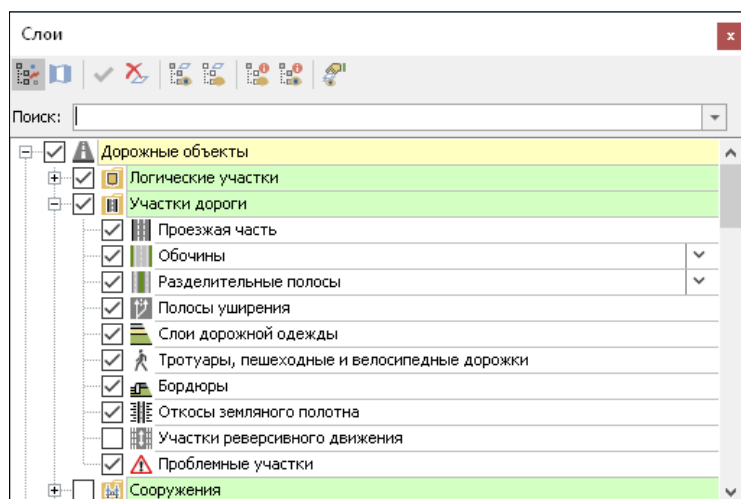 Слои
Поиск:
Дорожные объекты
Логические участки
Участки дороги
Проезжая часть
Обочины
Разделительные полосы
Полосы уширения
Слои дорожной одежды
Тротуары, пешеходные и велосипедные дорожки
Бордюры
Откосы земляного полотна
Участки реверсивного движения
Проблемные участки
Сооружения